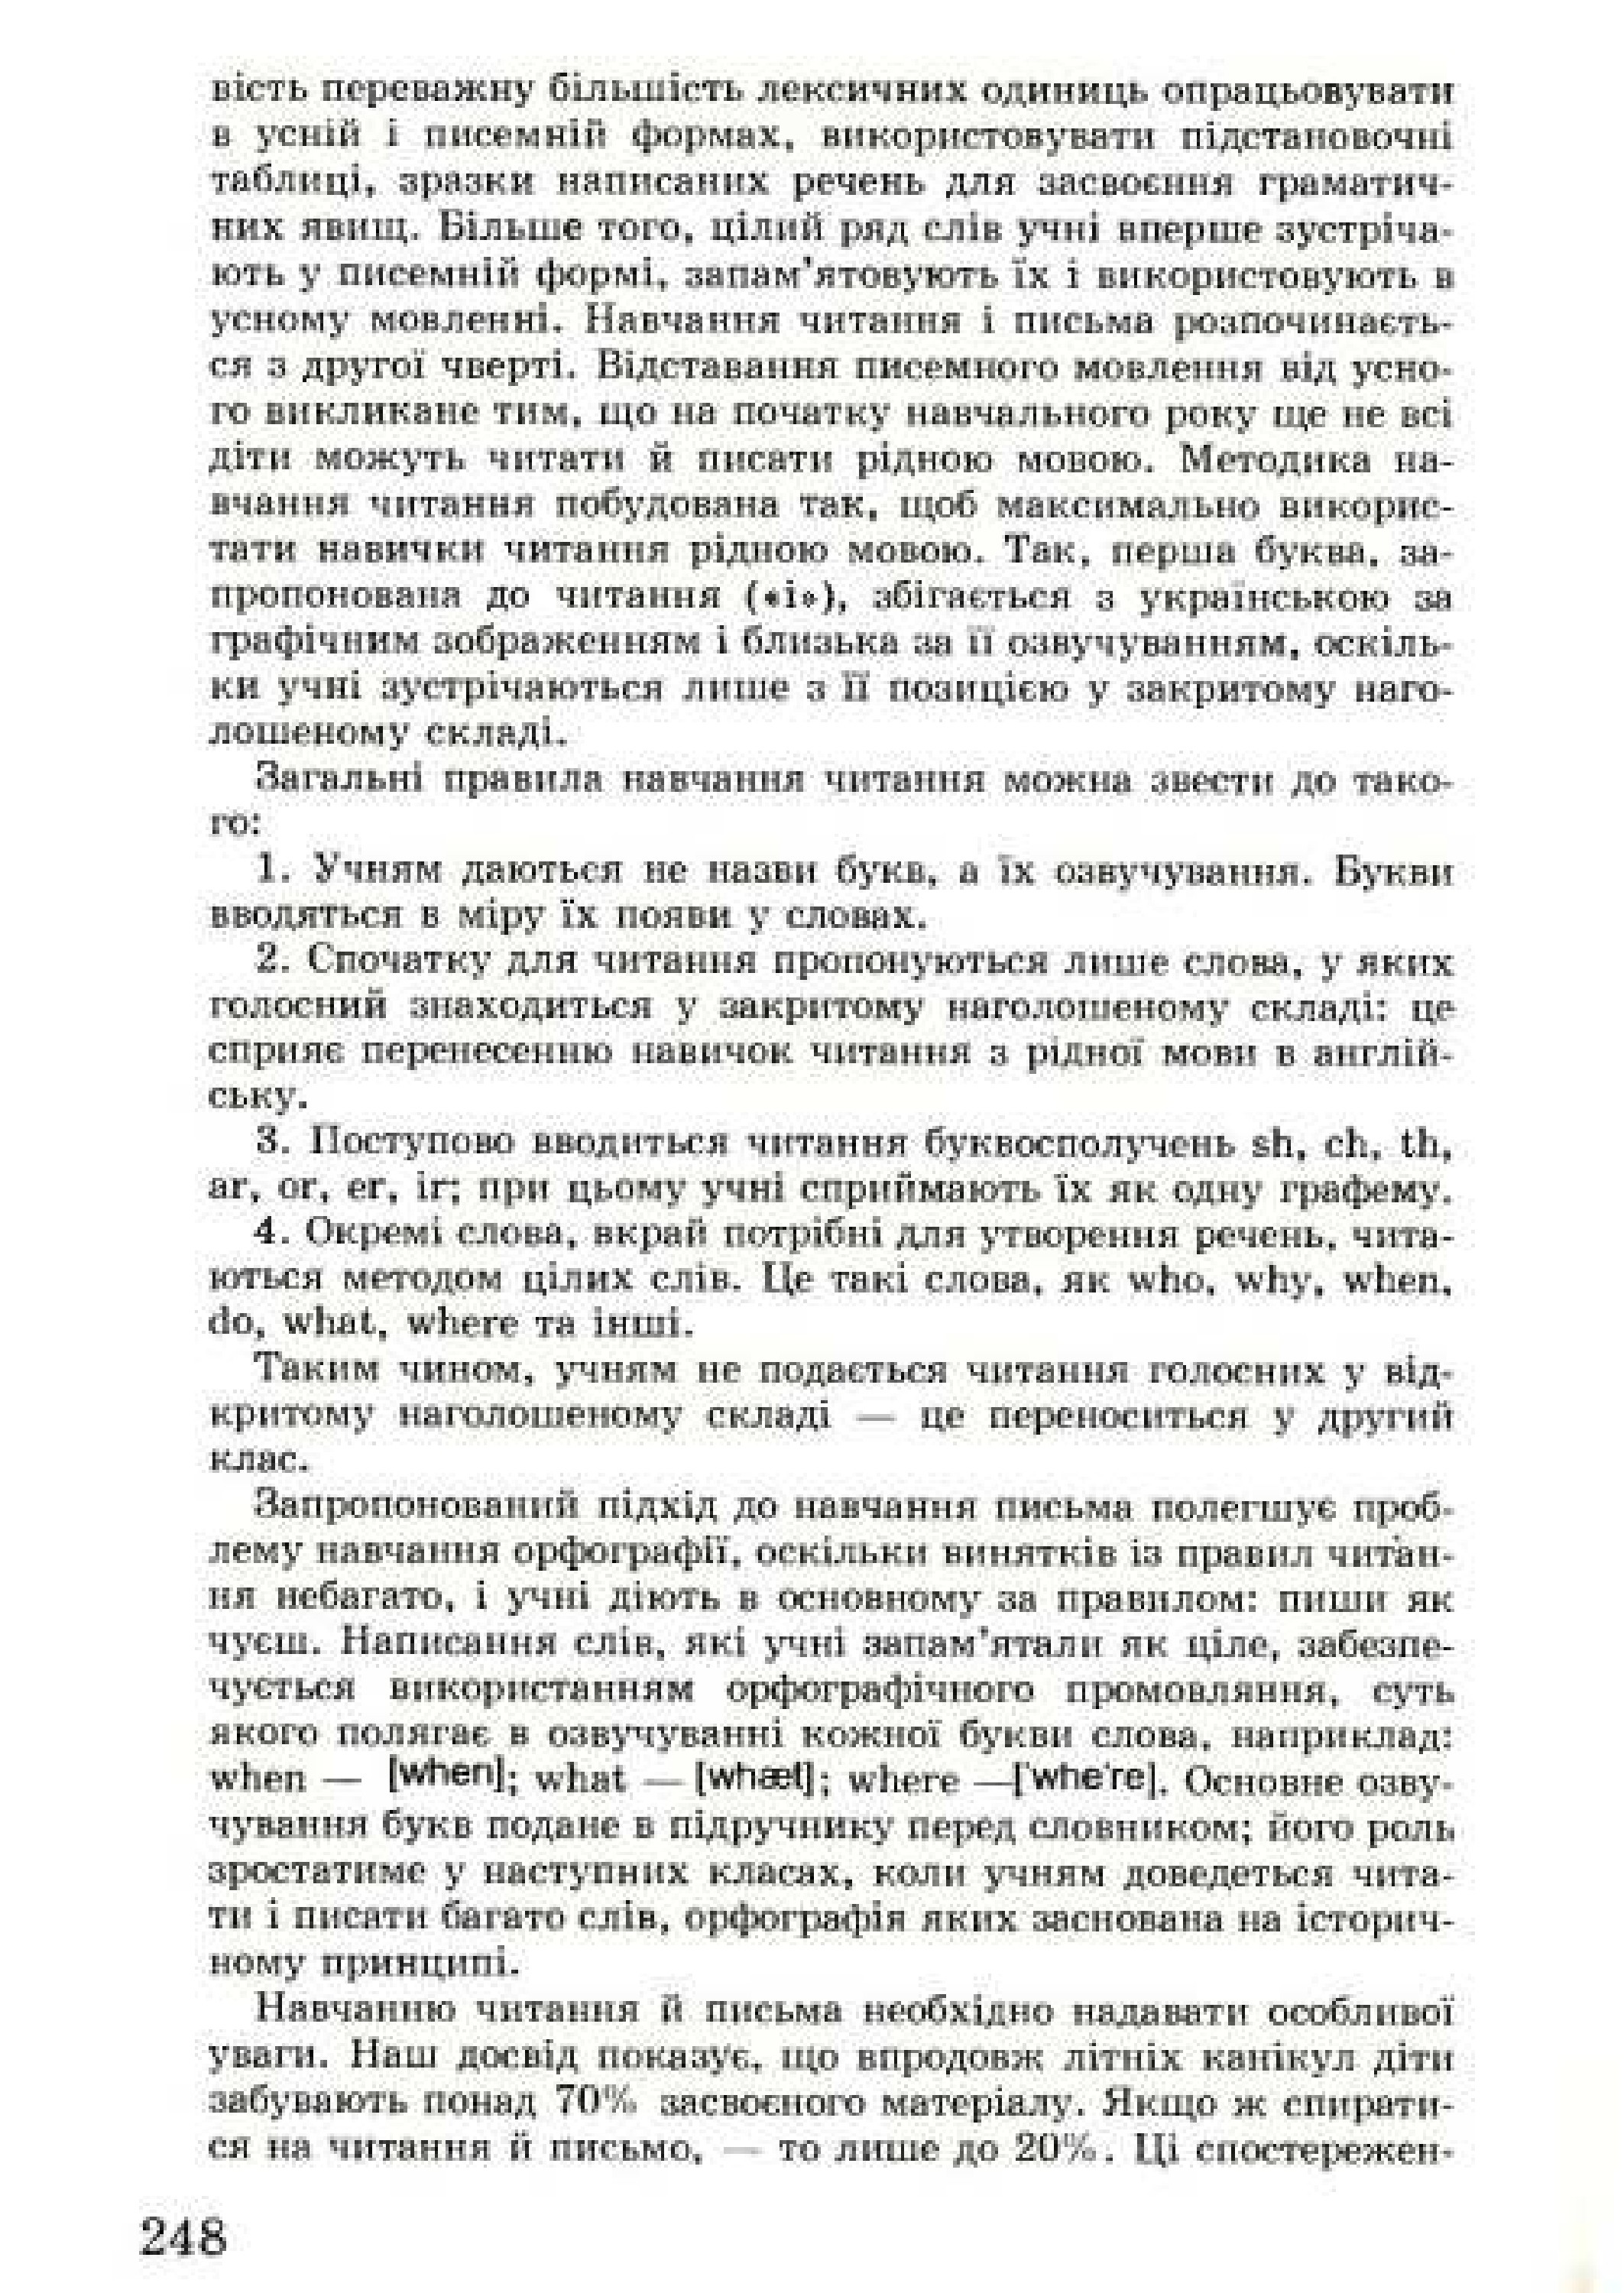 вість переважну більшість лексичних одиниць опрацьовувати
в усній і писемній формах, використовувати підстановочні
таблиці, зразки написаних речень для засвоєння граматич-
них явищ. Більше того, цілий ряд слів учні вперше зустріча-
ють у писемній формі, запам'ятовують їх і використовують в
усному мовленні. Навчання читання і письма розпочинаєть-
ся з другої чверті. Відставання писемного мовлення від усно-
го викликане тим, що на початку навчального року ще не всі
діти можуть читати й писати рідною мовою. Методика на-
вчання читання побудована так, щоб максимально викорис-
тати навички читання рідною мовою. Так, перша буква, за-
пропонована до читання («і»), збігається з українською за
графічним зображенням і близька за її озвучуванням, оскіль-
ки учні зустрічаються лише з її позицією у закритому наго-
лошеному складі.
Загальні правила навчання читання можна звести до тако-
го:
1. Учням даються не назви букв, а їх озвучування. Букви
вводяться в міру їх появи у словах.
2. Спочатку для читання пропонуються лише слова, у яких
голосний знаходиться у закритому наголошеному складі: це
сприяє перенесенню навичок читання з рідної мови в англій-
ську.
3. Поступово вводиться читання буквосполучень sh, ch, th,
ar, or, er, ir; при цьому учні сприймають їх як одну графему.
4. Окремі слова, вкрай потрібні для утворення речень, чита-
ються методом цілих слів. Це такі слова, як who, why, when,
do, what, where та інші.
Таким чином, учням не подається читання голосних у від-
критому наголошеному складі — це переноситься у другий
клас.
Запропонований підхід до навчання письма полегшує проб-
лему навчання орфографії, оскільки винятків із правил читан-
ня небагато, і учні діють в основному за правилом: пиши як
чуєш. Написання слів, які учні запам'ятали як ціле, забезпе-
чується використанням орфографічного промовляння, суть
якого полягає в озвучуванні кожної букви слова, наприклад:
when — [when]; what — [whæt]; where —['whe're]. Основне озву-
чування букв подане в підручнику перед словником; його роль
зростатиме у наступних класах, коли учням доведеться чита-
ти і писати багато слів, орфографія яких заснована на історич-
ному принципі.
Навчанню читання й письма необхідно надавати особливої
уваги. Наш досвід показує, що впродовж літніх канікул діти
забувають понад 70% засвоєного матеріалу. Якщо ж спирати-
ся на читання й письмо, — то лише до 20%. Ці спостережен-
248